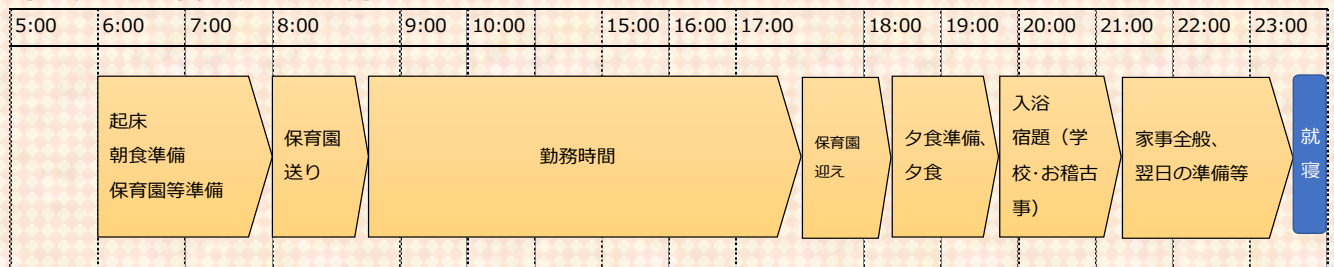 5:00 6:00 7:00 8:00 9:00 10:00 15:00 16:00 17:00 18:00 19:00 20:00 21:00 22:00 23:00
起床
朝食準備
保育園等準備
保育園
送り
勤務時間
保育園
迎え
夕食準備、
夕食
入浴
宿題（学
校・お稽古
事）
家事全般、
翌日の準備等
就
寝